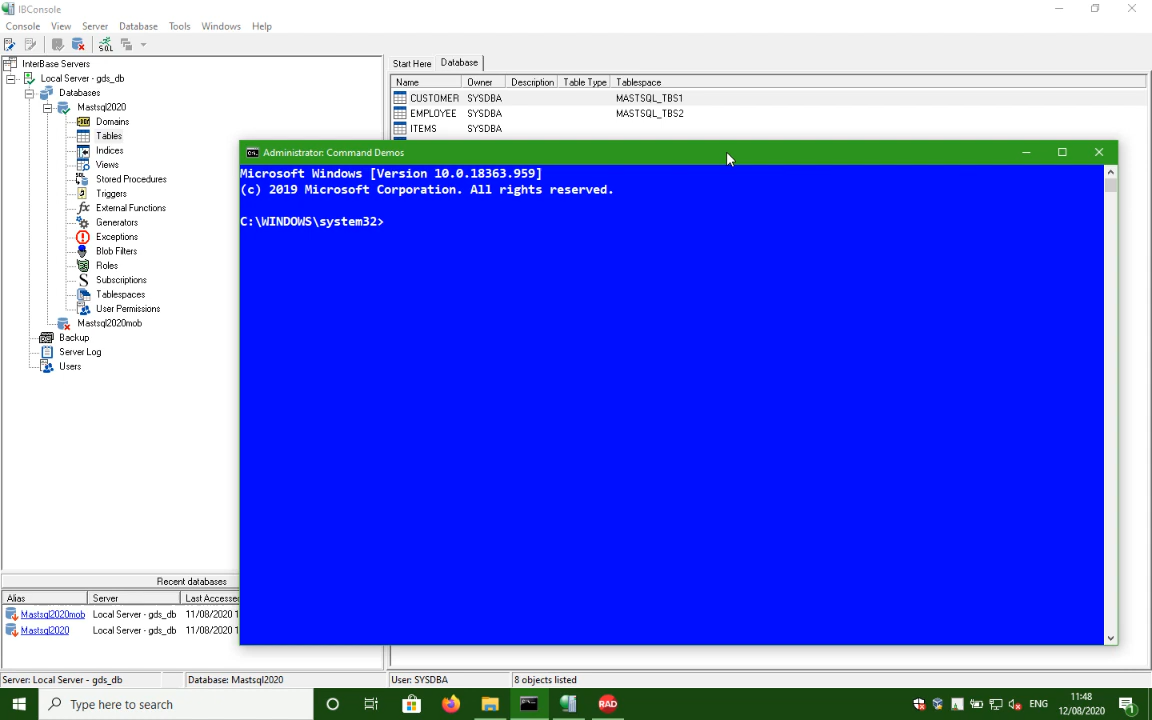 IBConsole
Console View Server Database Tools Windows Help
InterBase Servers
Local Server - gds_db
Databases
Mastsql2020
Domains
Tables
Indices
Views
Stored Procedures
Triggers
External Functions
Generators
Exceptions
Blob Filters
Roles
Subscriptions
Tablespaces
User Permissions
Mastsql2020mob
Backup
Server Log
Users
Start Here Database
Name Owner Description Table Type Tablespace
CUSTOMER SYSDBA MASTSQL_TBS1
EMPLOYEE SYSDBA MASTSQL_TBS2
ITEMS SYSDBA
Administrator: Command Demos
Microsoft Windows [Version 10.0.18363.959]
(c) 2019 Microsoft Corporation. All rights reserved.
C:\WINDOWS\system32>
Recent databases
Alias Server Last Accessed
Mastsql2020mob Local Server - gds_db 11/08/2020 1
Mastsql2020 Local Server - gds_db 11/08/2020 1
Server: Local Server - gds_db Database: Mastsql2020 User: SYSDBA 8 objects listed
Type here to search
RAD
ENG
11:48
12/08/2020
1